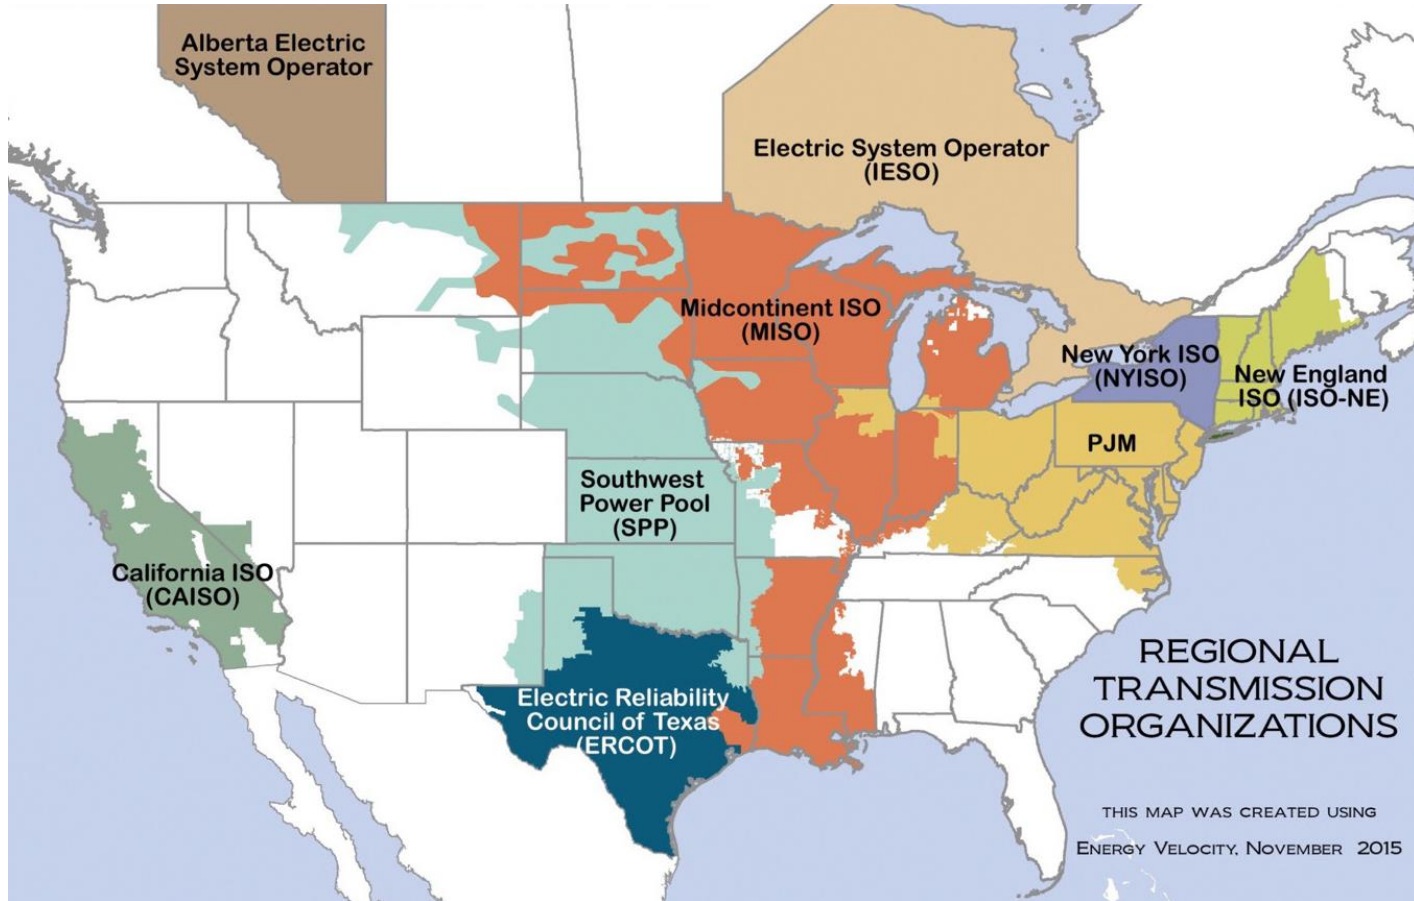 Alberta Electric
System Operator
Electric System Operator
(IESO)
Midcontinent ISO
(MISO)
New York ISO
(NYISO)
New England
ISO (ISO-NE)
PJM
Southwest
Power Pool
(SPP)
California ISO
(CAISO)
Electric Reliability
Council of Texas
(ERCOT)
REGIONAL
TRANSMISSION
ORGANIZATIONS
THIS MAP WAS CREATED USING
ENERGY VELOCITY, NOVEMBER 2015